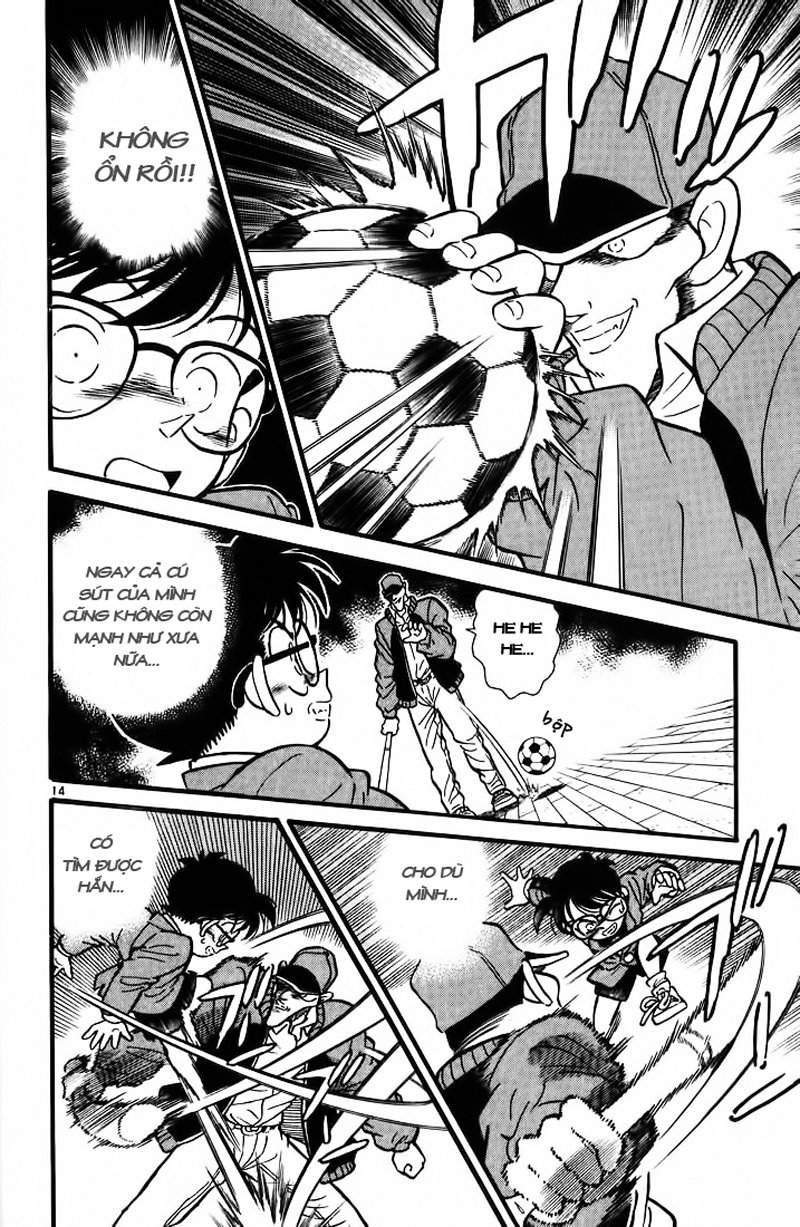 KHÔNG
ỔN RỒI!!
HE HE
HE...
bộp
NGAY CẢ CÚ
SÚT CỦA MÌNH
CŨNG KHÔNG CÒN
MẠNH NHƯ XƯA
NỮA...
14
CHO DÙ
MÌNH...
CÓ
TÌM ĐƯỢC
HẮN...